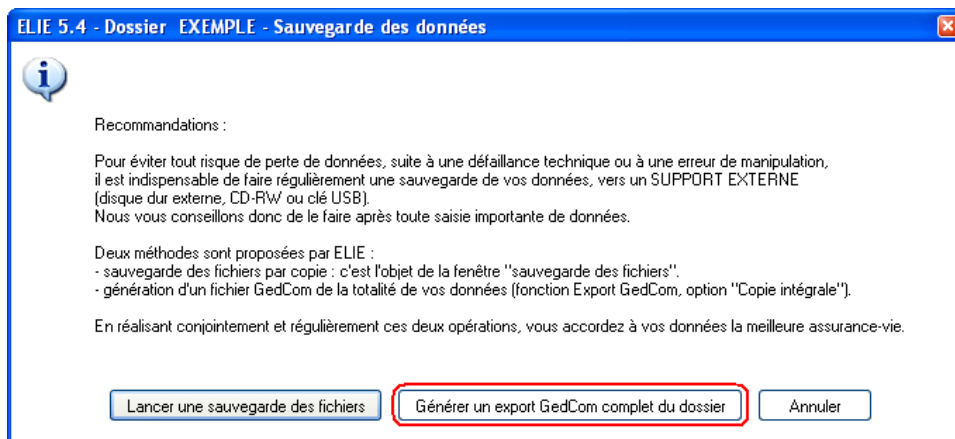 ELIE 5.4 - Dossier EXEMPLE - Sauvegarde des données
Recommandations :
Pour éviter tout risque de perte de données, suite à une défaillance technique ou à une erreur de manipulation,
il est indispensable de faire régulièrement une sauvegarde de vos données, vers un SUPPORT EXTERNE
(disque dur externe, CD-RW ou clé USB).
Nous vous conseillons donc de le faire après toute saisie importante de données.
Deux méthodes sont proposées par ELIE :
- sauvegarde des fichiers par copie : c'est l'objet de la fenêtre "sauvegarde des fichiers".
- génération d'un fichier GedCom de la totalité de vos données (fonction Export GedCom, option "Copie intégrale").
En réalisant conjointement et régulièrement ces deux opérations, vous accordez à vos données la meilleure assurance-vie.
Lancer une sauvegarde des fichiers Générer un export GedCom complet du dossier Annuler